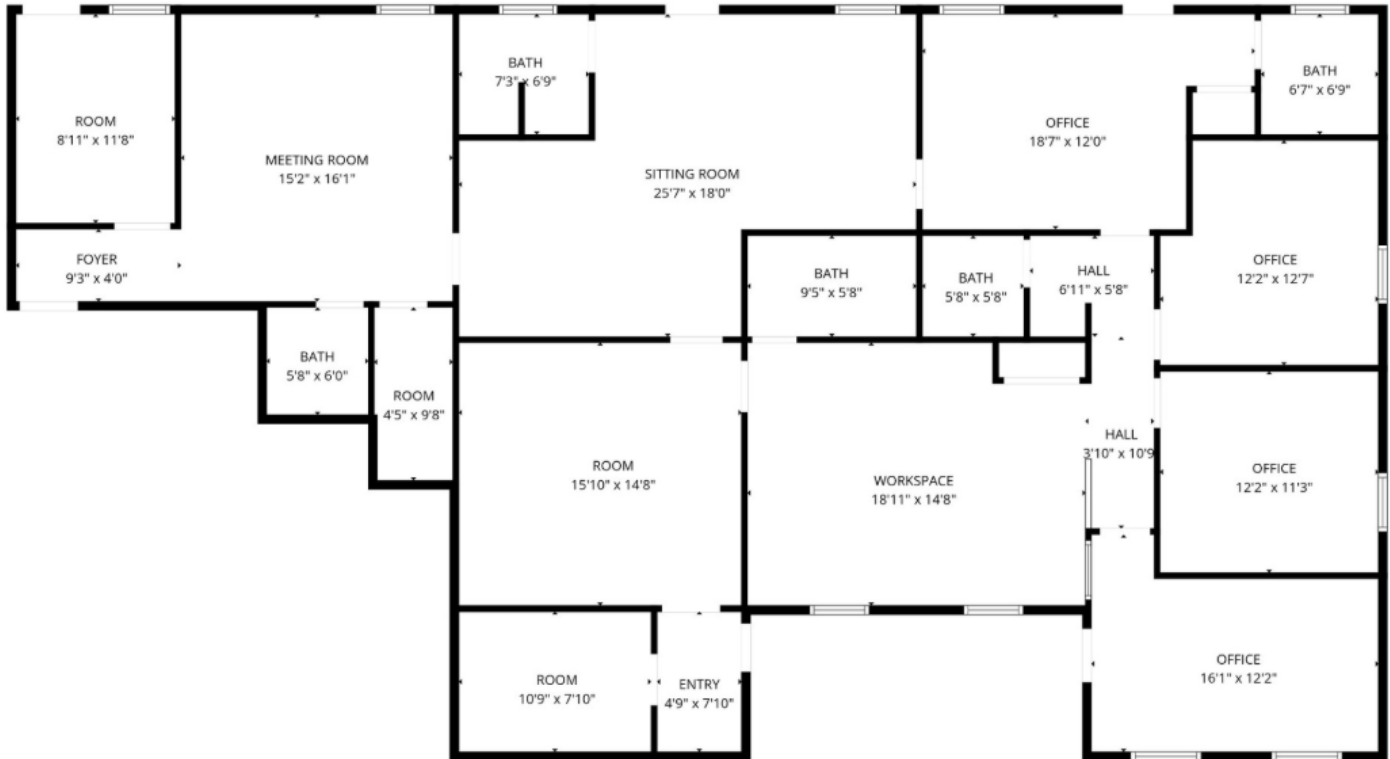 BATH
7'3" x 6'9"
BATH
6'7" x 6'9"
ROOM
8'11" x 11'8"
OFFICE
18'7" x 12'0"
MEETING ROOM
15'2" x 16'1"
SITTING ROOM
25'7" x 18'0"
FOYER
9'3" x 4'0"
BATH
9'5" x 5'8"
BATH
5'8" x 5'8"
HALL
6'11" x 5'8"
OFFICE
12'2" x 12'7"
BATH
5'8" x 6'0"
ROOM
4'5" x 9'8"
HALL
3'10" x 10'9
ROOM
15'10" x 14'8"
WORKSPACE
18'11" x 14'8"
OFFICE
12'2" x 11'3"
ROOM
10'9" x 7'10"
ENTRY
4'9" x 7'10"
OFFICE
16'1" x 12'2"